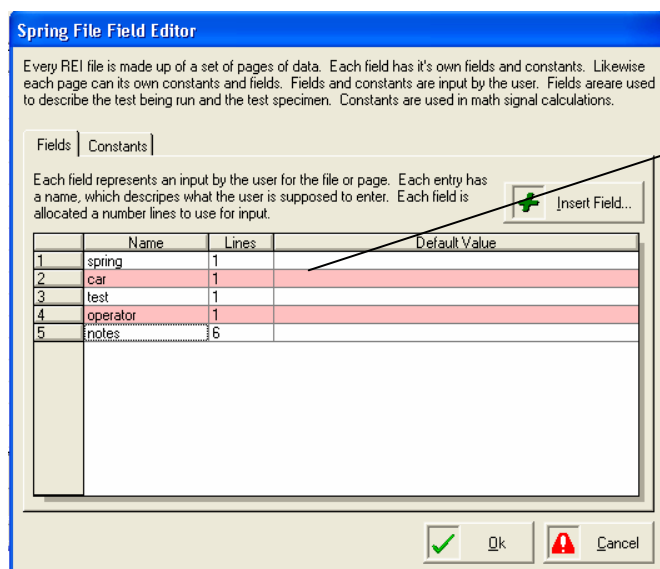 Spring File Field Editor
Every REI file is made up of a set of pages of data. Each field has it's own fields and constants. Likewise
each page can its own constants and fields. Fields and constants are input by the user. Fields areare used
to describe the test being run and the test specimen. Constants are used in math signal calculations.
Fields Constants
Each field represents an input by the user for the file or page. Each entry has
a name, which descripes what the user is supposed to enter. Each field is
allocated a number lines to use for input.
Insert Field...
Name Lines Default Value
1 spring 1
2 car 1
3 test 1
4 operator 1
5 notes 6
Ok Cancel